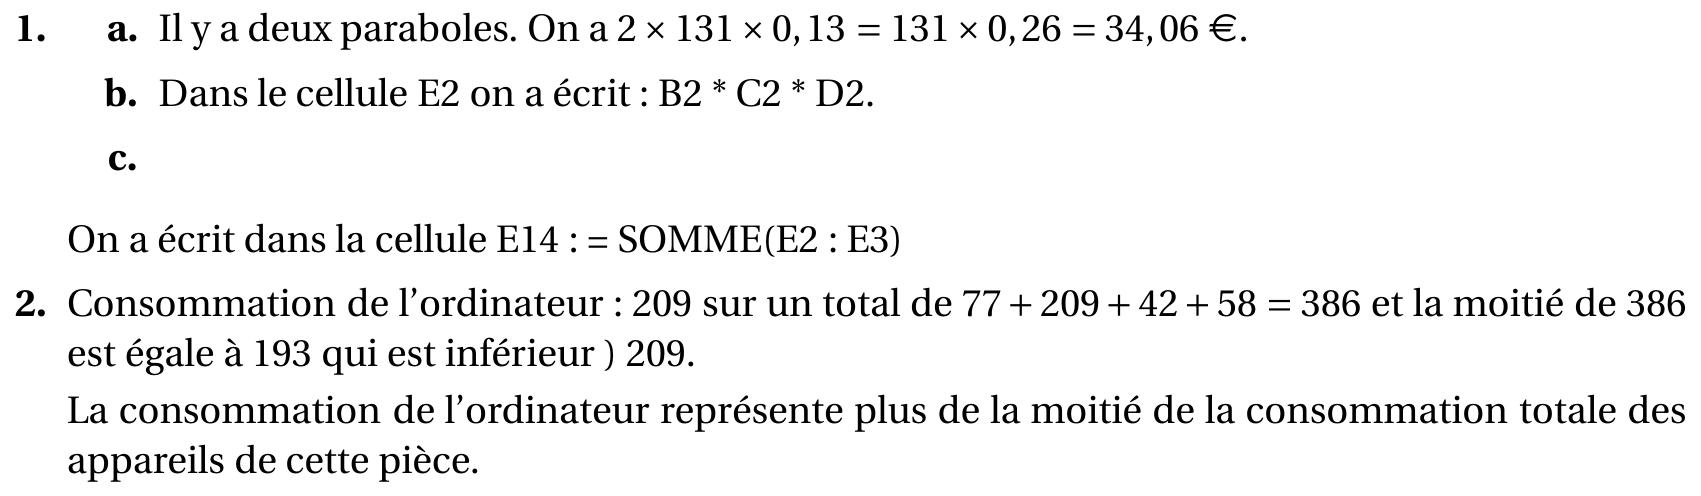 1. a. Il y a deux paraboles. On a 2 × 131 × 0,13 = 131 × 0,26 = 34,06 €.
b. Dans le cellule E2 on a écrit : B2 * C2 * D2.
c.
On a écrit dans la cellule E14 : = SOMME(E2 : E3)
2. Consommation de l'ordinateur : 209 sur un total de 77 + 209 + 42 + 58 = 386 et la moitié de 386
est égale à 193 qui est inférieur ) 209.
La consommation de l'ordinateur représente plus de la moitié de la consommation totale des
appareils de cette pièce.